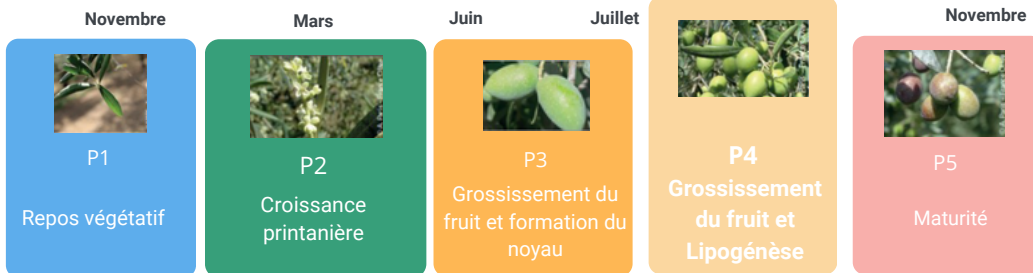 Novembre
Mars
Juin
Juillet
Novembre
P1
Repos végétatif
P2
Croissance
printanière
P3
Grossissement du
fruit et formation du
noyau
P4
Grossissement
du fruit et
Lipogénèse
P5
Maturité